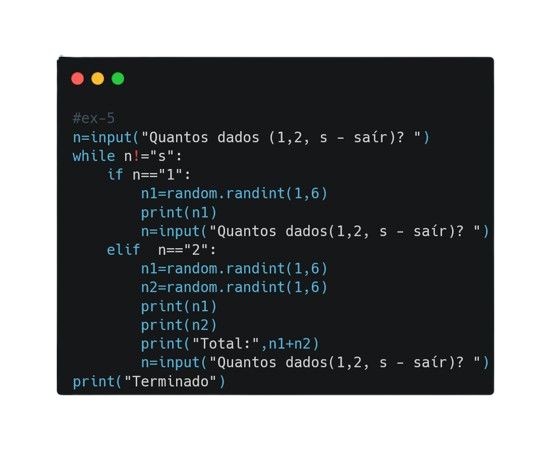 #ex-5
n=input("Quantos dados (1,2, s - saír)? ")
while n!="s":
    if n=="1":
        n1=random.randint(1,6)
        print(n1)
        n=input("Quantos dados(1,2, s - saír)? ")
    elif  n=="2":
        n1=random.randint(1,6)
        n2=random.randint(1,6)
        print(n1)
        print(n2)
        print("Total:",n1+n2)
        n=input("Quantos dados(1,2, s - saír)? ")
print("Terminado")